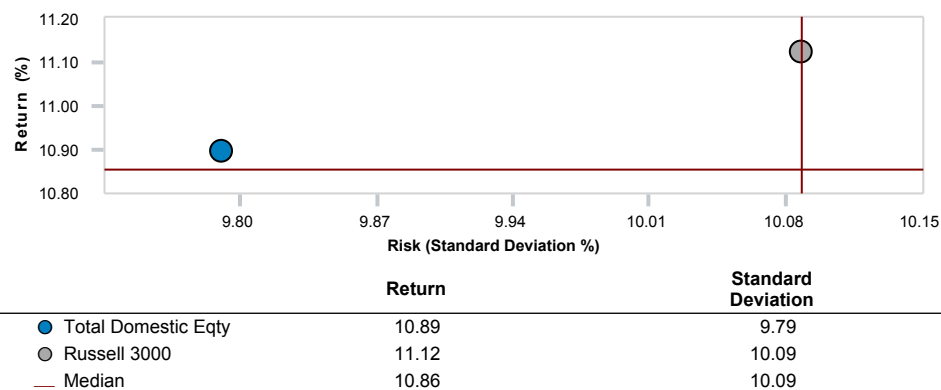 11.20
11.10
11.00
10.90
10.80
Return (%)
9.80 9.87 9.94 10.01 10.08 10.15
Risk (Standard Deviation %)
Return Standard Deviation
Total Domestic Eqty 10.89 9.79
Russell 3000 11.12 10.09
Median 10.86 10.09